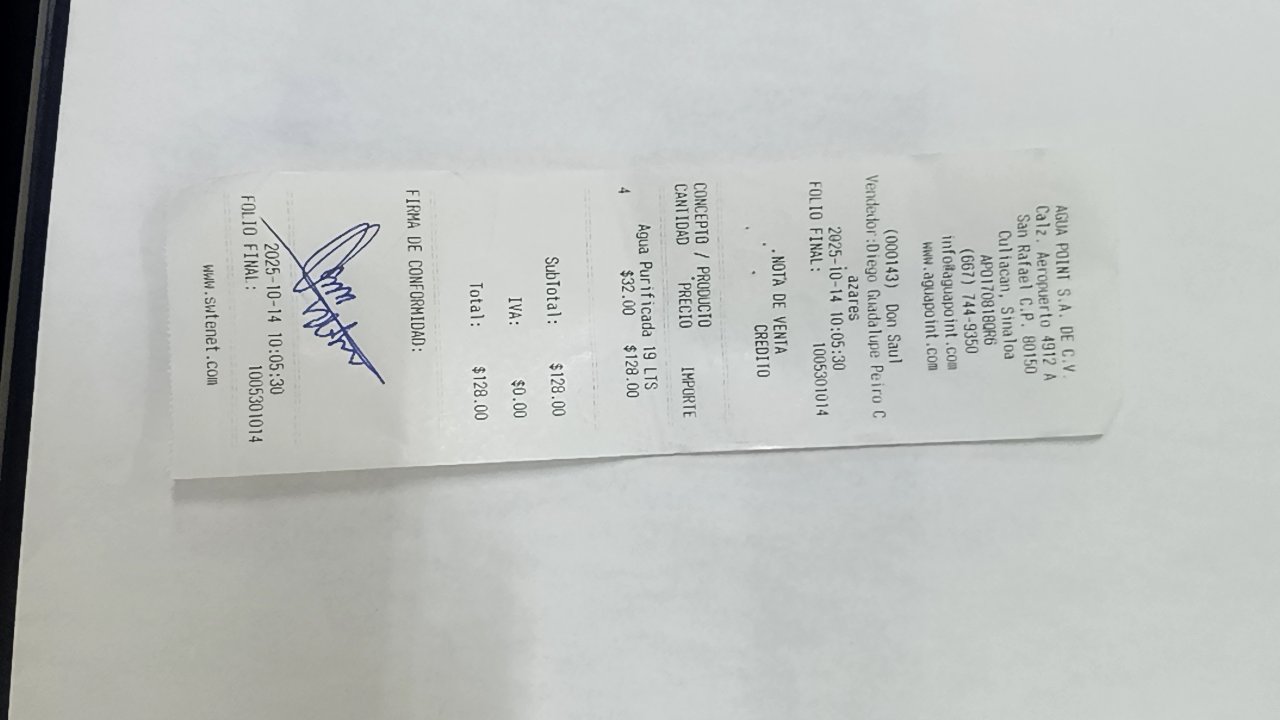 AGUA POINT S.A. DE C.V.
Calz. Aeropuerto 4912 A
San Rafael C.P. 80150
Culiacan, Sinaloa
APO170818QR6
(667) 744-9350
info@aguapoint.com
www.aguapoint.com
(000143) Don Saul
Vendedor:Diego Guadalupe Peiro C
azares
2025-10-14 10:05:30
FOLIO FINAL: 1005301014
NOTA DE VENTA
CREDITO
CONCEPTO / PRODUCTO
CANTIDAD PRECIO IMPORTE
Agua Purificada 19 LTS
4 $32.00 $128.00
SubTotal: $128.00
IVA: $0.00
Total: $128.00
FIRMA DE CONFORMIDAD:
2025-10-14 10:05:30
FOLIO FINAL: 1005301014
www.swtenet.com